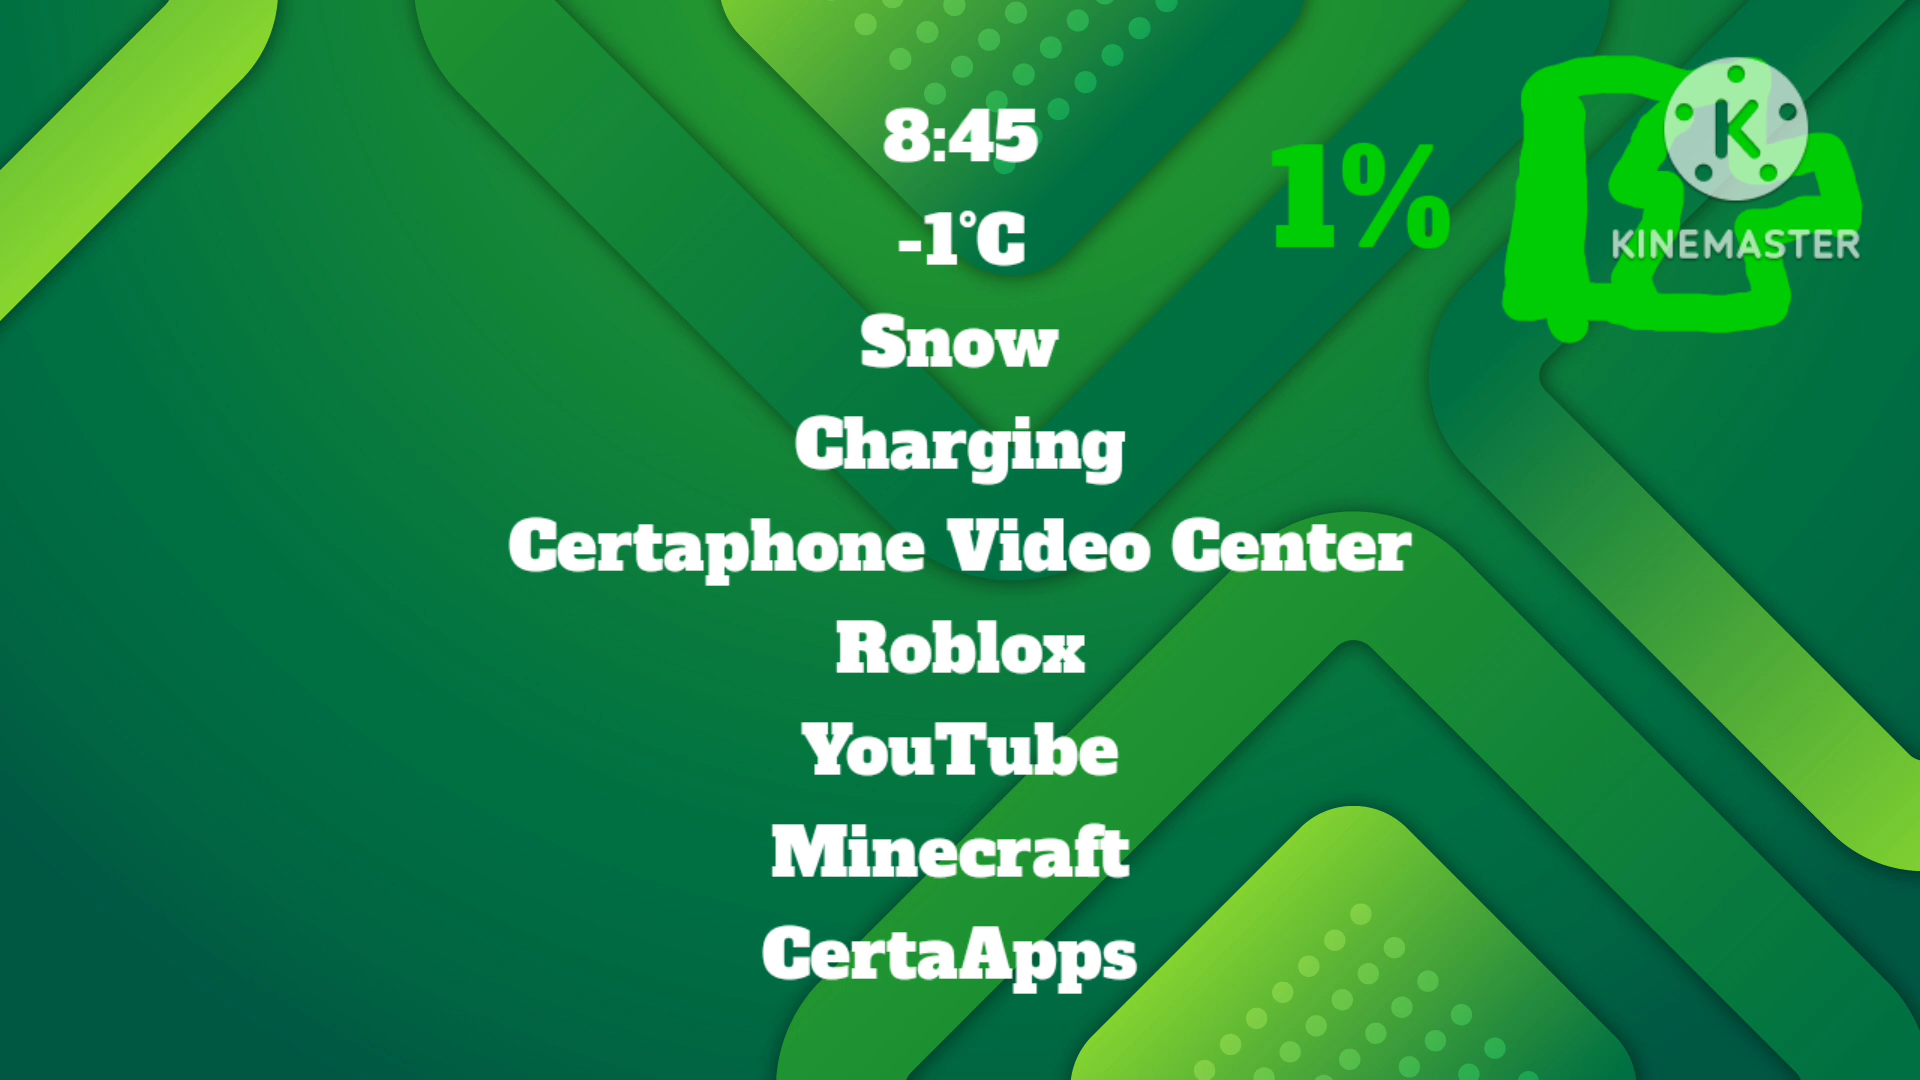 8:45
-1°C
Snow
Charging
Certaphone Video Center
Roblox
YouTube
Minecraft
CertaApps
1%
K
KINEMASTER